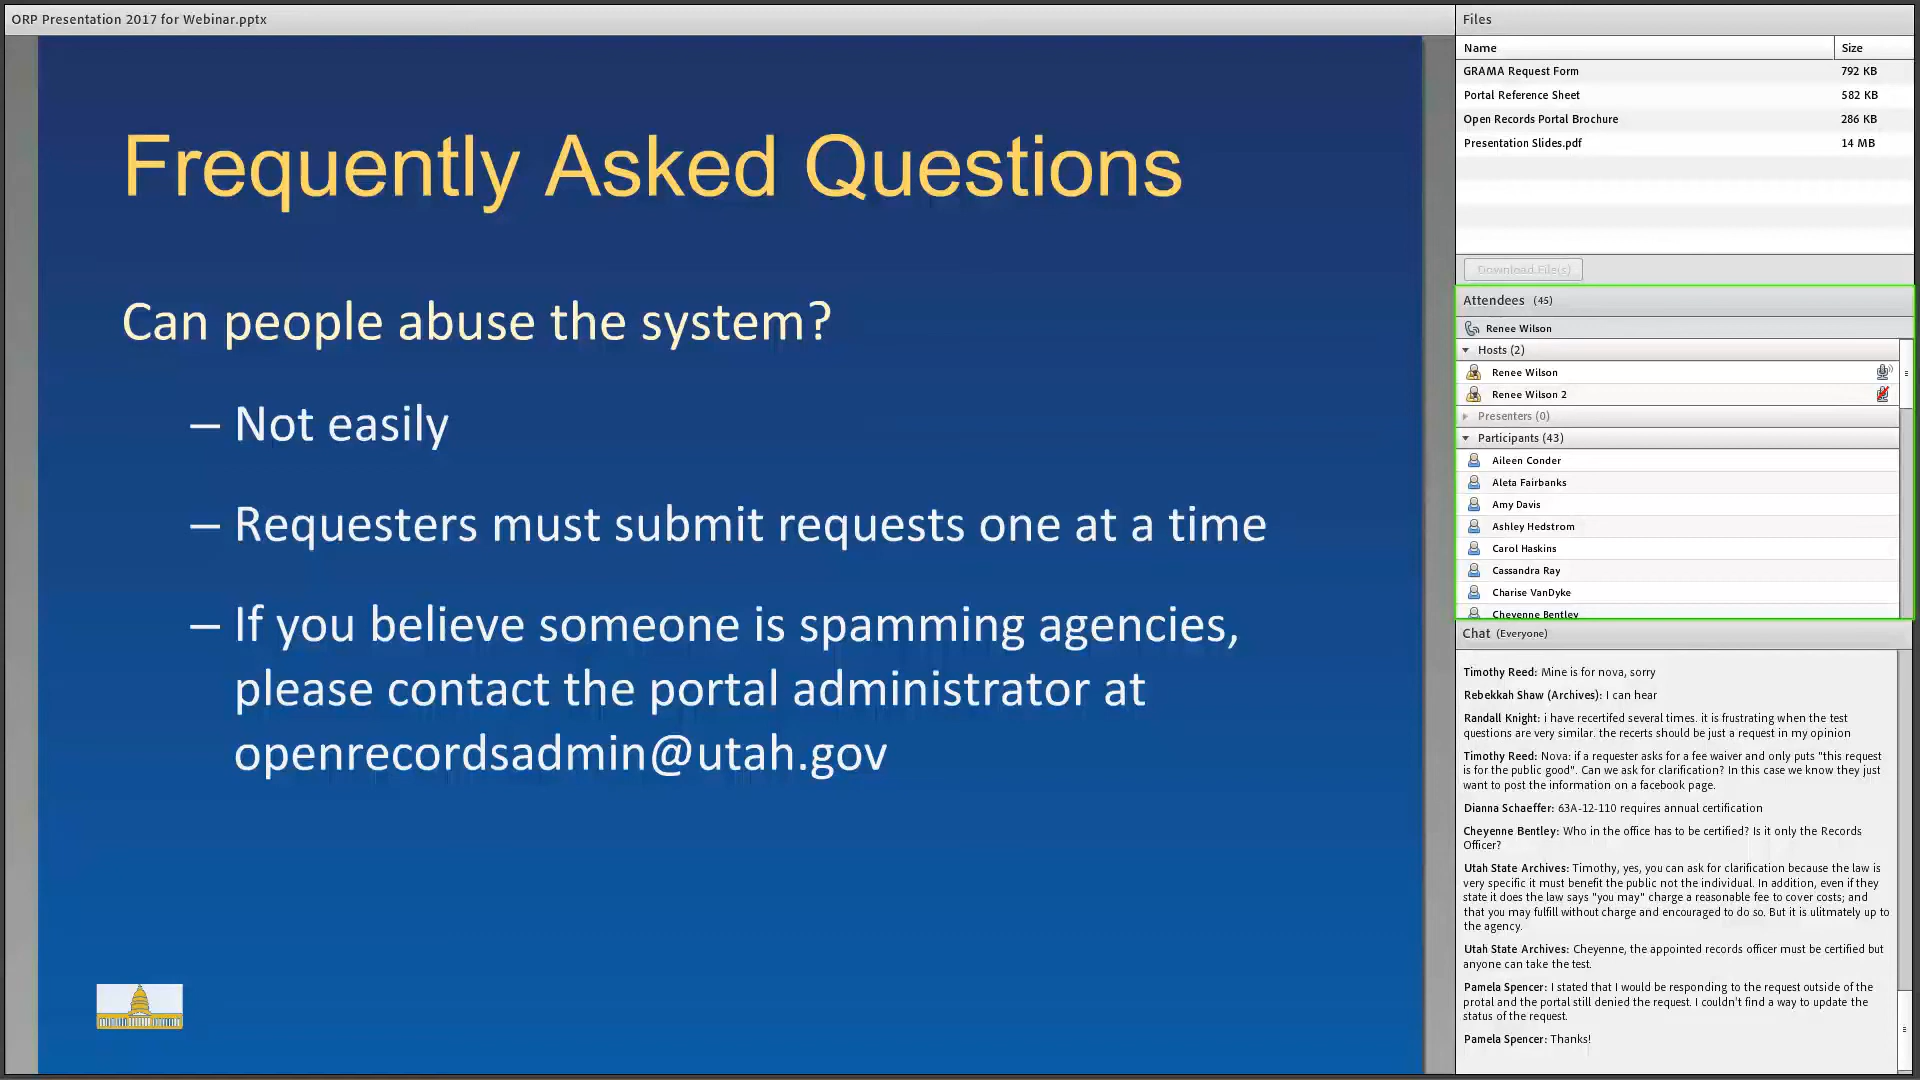 ORP Presentation 2017 for Webinar.pptx
Frequently Asked Questions
Can people abuse the system?
– Not easily
– Requesters must submit requests one at a time
– If you believe someone is spamming agencies,
please contact the portal administrator at
openrecordsadmin@utah.gov
Files
Name Size
GRAMA Request Form 792 KB
Portal Reference Sheet 582 KB
Open Records Portal Brochure 286 KB
Presentation Slides.pdf 14 MB
Download File(s)
Attendees (45)
Renee Wilson
Hosts (2)
Renee Wilson
Renee Wilson 2
Presenters (0)
Participants (43)
Aileen Conder
Aleta Fairbanks
Amy Davis
Ashley Hedstrom
Carol Haskins
Cassandra Ray
Charise VanDyke
Cheyenne Bentley
Chat (Everyone)
Timothy Reed: Mine is for nova, sorry
Rebekkah Shaw (Archives): I can hear
Randall Knight: i have recertifed several times. it is frustrating when the test
questions are very similar. the recerts should be just a request in my opinion
Timothy Reed: Nova: if a requester asks for a fee waiver and only puts "this request
is for the public good". Can we ask for clarification? In this case we know they just
want to post the information on a facebook page.
Dianna Schaeffer: 63A-12-110 requires annual certification
Cheyenne Bentley: Who in the office has to be certified? Is it only the Records
Officer?
Utah State Archives: Timothy, yes, you can ask for clarification because the law is
very specific it must benefit the public not the individual. In addition, even if they
state it does the law says "you may" charge a reasonable fee to cover costs; and
that you may fulfill without charge and encouraged to do so. But it is ulitmately up to
the agency.
Utah State Archives: Cheyenne, the appointed records officer must be certified but
anyone can take the test.
Pamela Spencer: I stated that I would be responding to the request outside of the
protal and the portal still denied the request. I couldn't find a way to update the
status of the request.
Pamela Spencer: Thanks!